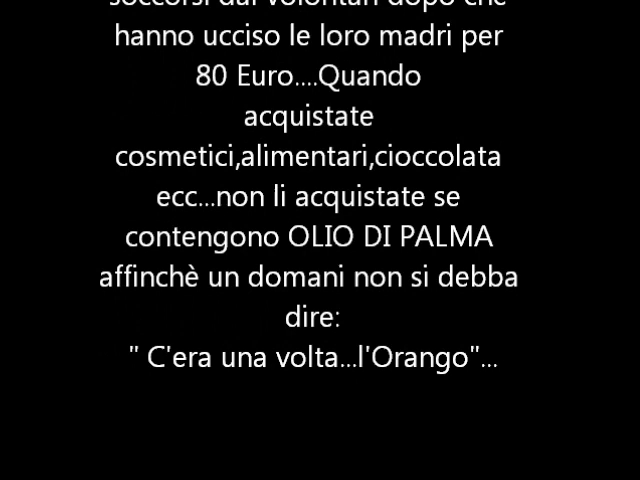 soccorsi dai volontari dopo che
hanno ucciso le loro madri per
80 Euro....Quando
acquistate
cosmetici,alimentari,cioccolata
ecc...non li acquistate se
contengono OLIO DI PALMA
affinchè un domani non si debba
dire:
" C'era una volta...l'Orango"...